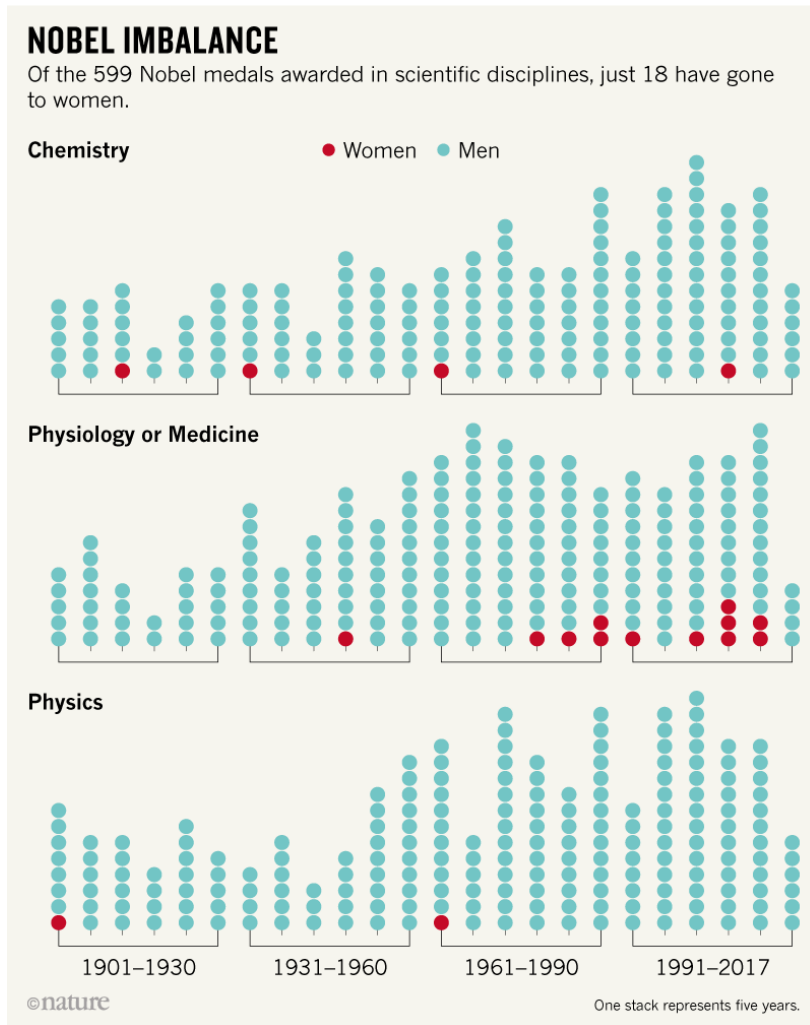 NOBEL IMBALANCE
Of the 599 Nobel medals awarded in scientific disciplines, just 18 have gone
to women.
Chemistry
Women Men
Physiology or Medicine
Physics
1901–1930 1931–1960 1961–1990 1991–2017
©nature One stack represents five years.